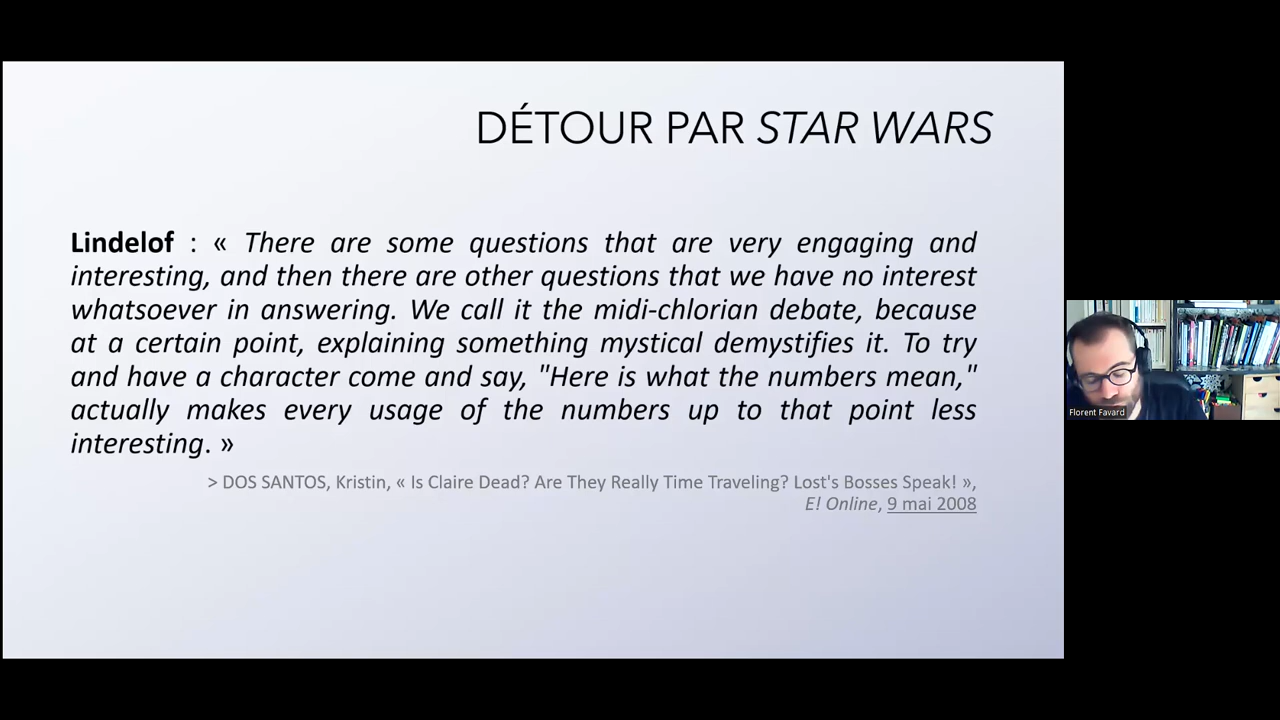 DÉTOUR PAR STAR WARS
Lindelof : « There are some questions that are very engaging and
interesting, and then there are other questions that we have no interest
whatsoever in answering. We call it the midi-chlorian debate, because
at a certain point, explaining something mystical demystifies it. To try
and have a character come and say, "Here is what the numbers mean,"
actually makes every usage of the numbers up to that point less
interesting. »
> DOS SANTOS, Kristin, « Is Claire Dead? Are They Really Time Traveling? Lost's Bosses Speak! »,
E! Online, 9 mai 2008
Florent Favard